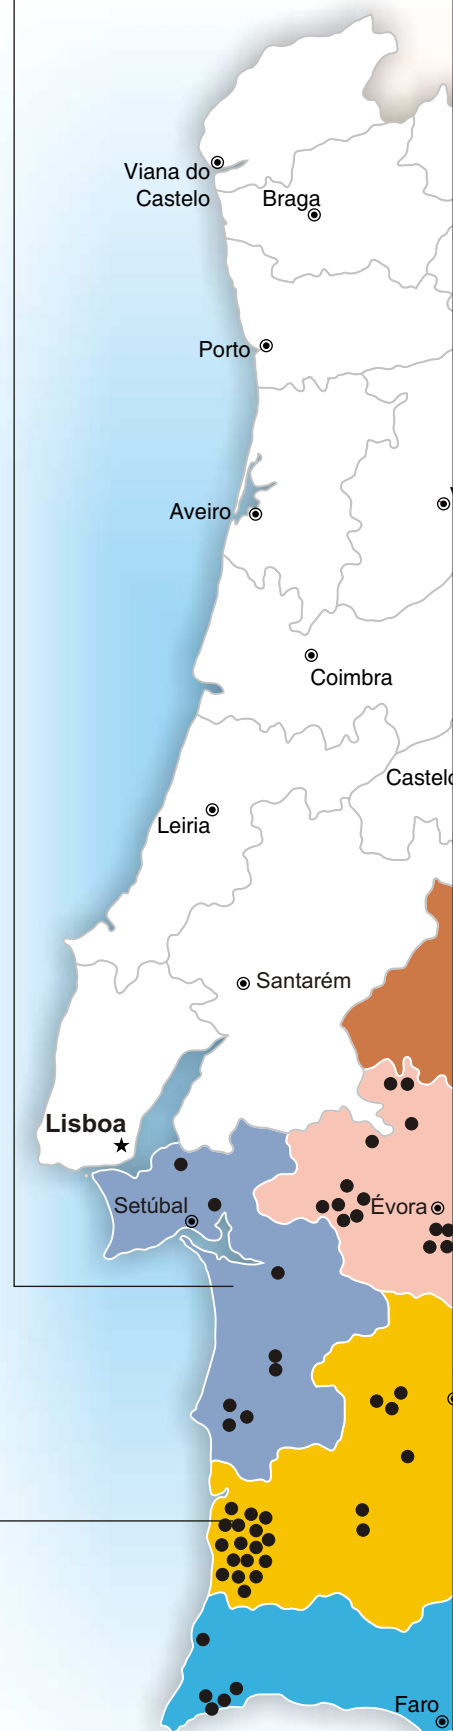 Viana do
Castelo
Braga
Porto
Aveiro
Coimbra
Leiria
Santarém
Lisboa
Setúbal
Évora
Faro